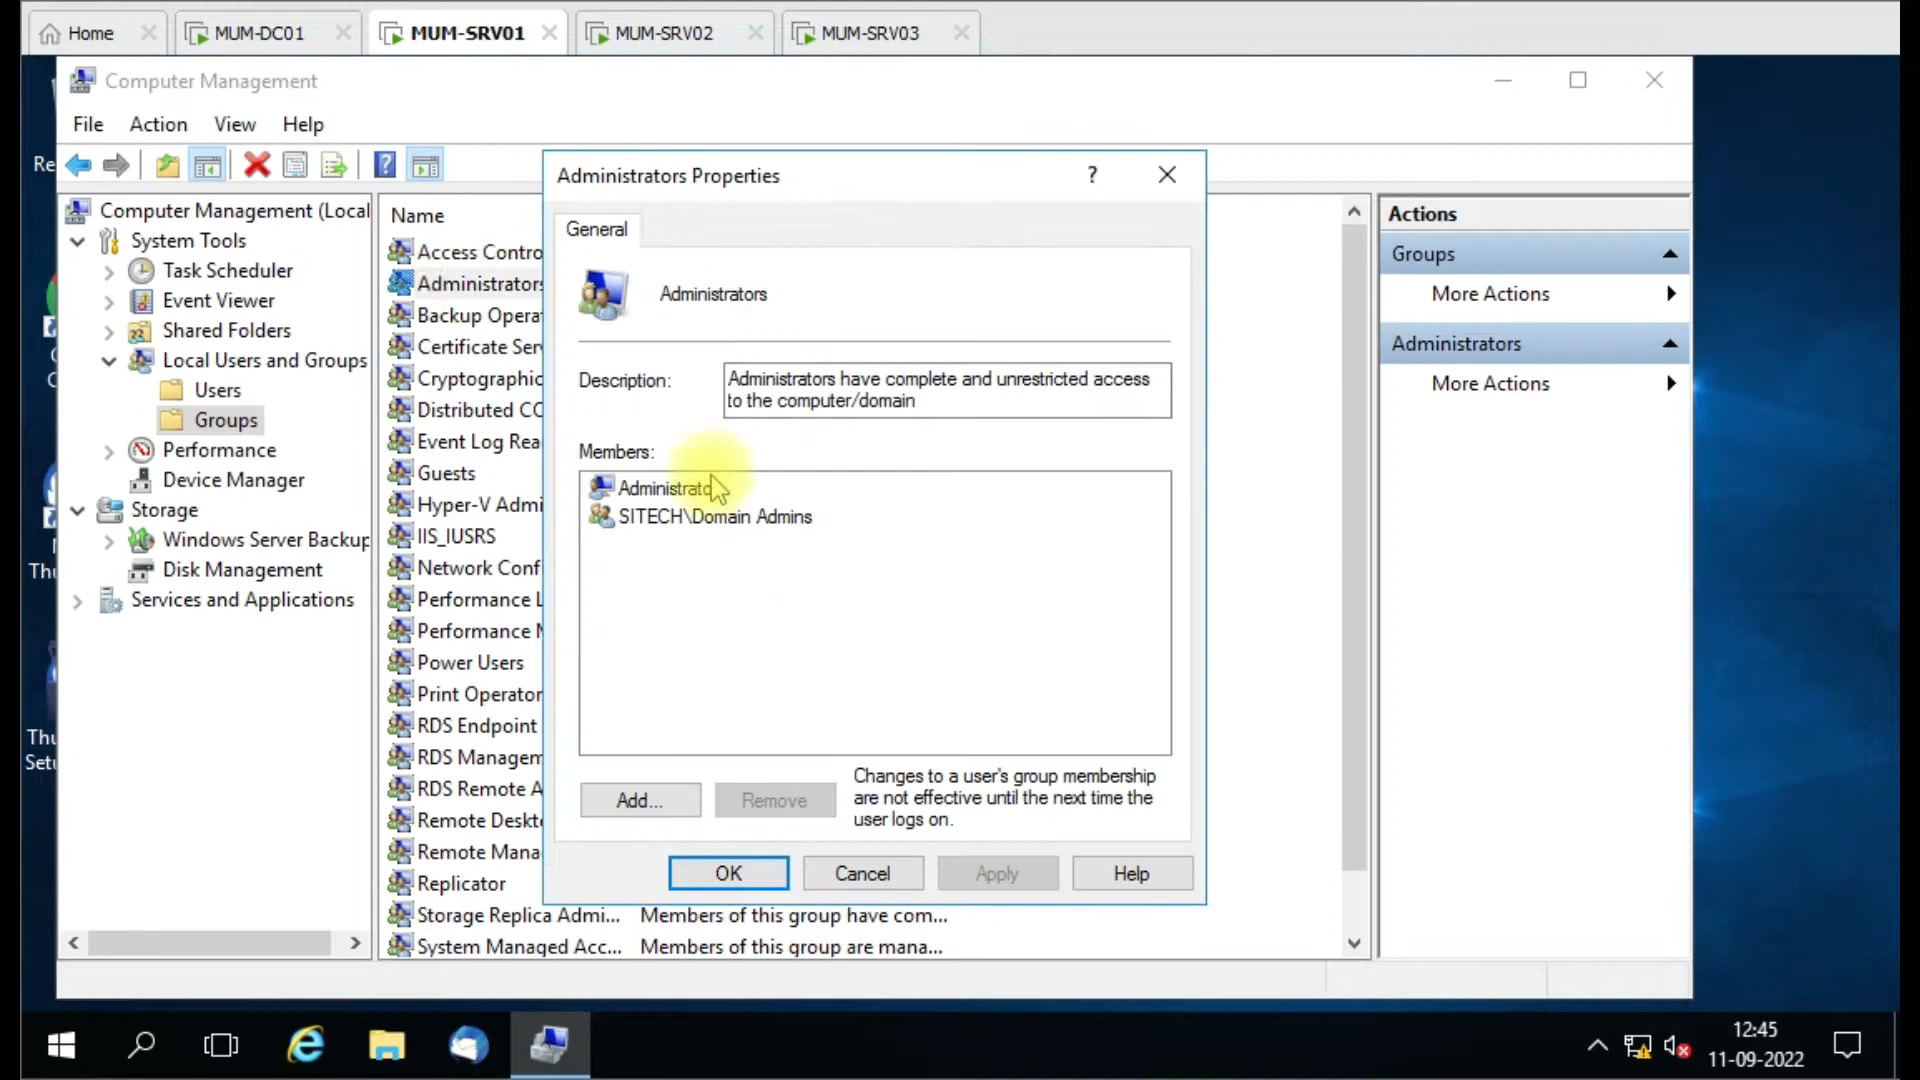 Home
MUM-DC01
MUM-SRV01
MUM-SRV02
MUM-SRV03
Computer Management
File
Action
View
Help
Re
Computer Management (Local
System Tools
Task Scheduler
Event Viewer
Shared Folders
Local Users and Groups
Users
Groups
Performance
Device Manager
Storage
Windows Server Backup
Disk Management
Services and Applications
Thu
Thu
Setu
Name
Access Contro
Administrators
Backup Opera
Certificate Ser
Cryptographic
Distributed CO
Event Log Rea
Guests
Hyper-V Admi
IIS_IUSRS
Network Conf
Performance L
Performance M
Power Users
Print Operator
RDS Endpoint
RDS Managem
RDS Remote A
Remote Deskt
Remote Mana
Replicator
Storage Replica Admi... Members of this group have com...
System Managed Acc... Members of this group are mana...
Administrators Properties
?
General
Administrators
Description:
Administrators have complete and unrestricted access
to the computer/domain
Members:
Administrato
SITECH\Domain Admins
Add...
Remove
Changes to a user's group membership
are not effective until the next time the
user logs on.
OK
Cancel
Apply
Help
Actions
Groups
More Actions
Administrators
More Actions
12:45
11-09-2022